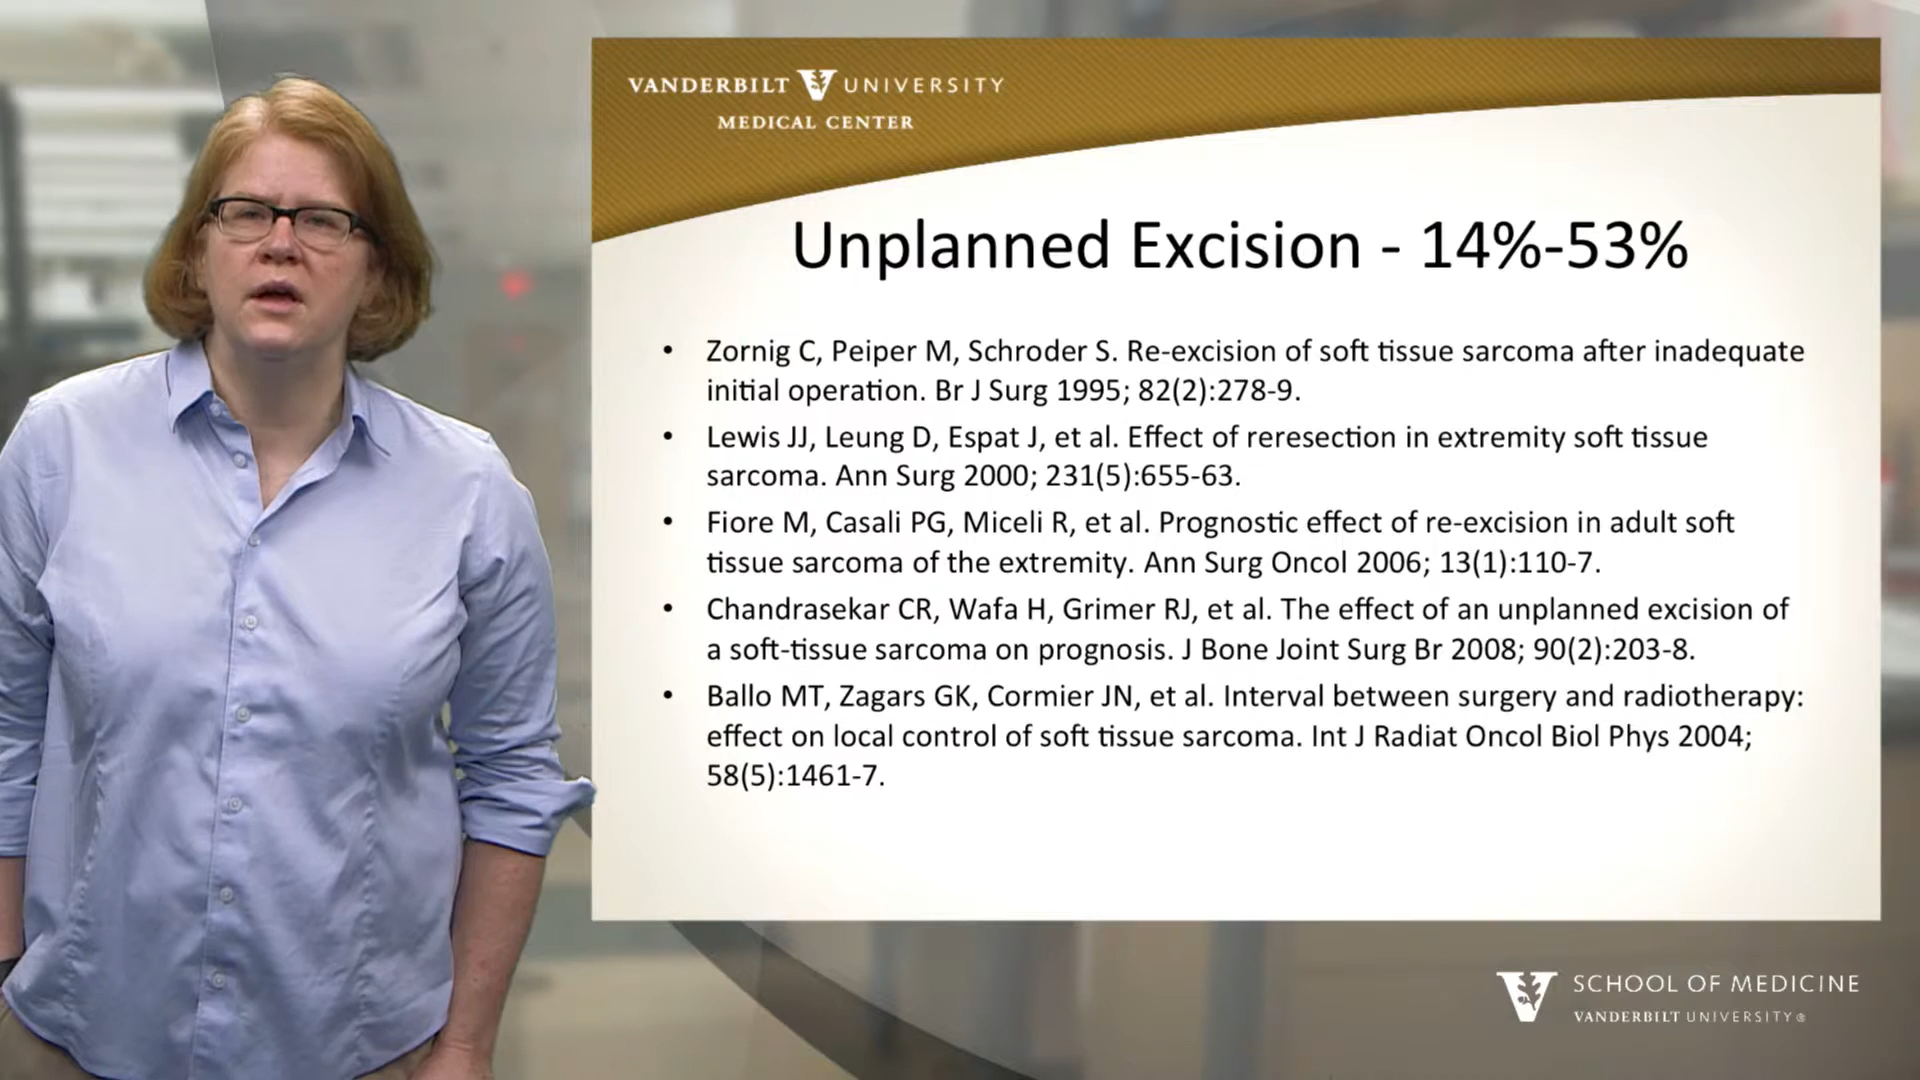 VANDERBILT V UNIVERSITY
MEDICAL CENTER
Unplanned Excision - 14%-53%
• Zornig C, Peiper M, Schroder S. Re-excision of soft tissue sarcoma after inadequate
initial operation. Br J Surg 1995; 82(2):278-9.
• Lewis JJ, Leung D, Espat J, et al. Effect of reresection in extremity soft tissue
sarcoma. Ann Surg 2000; 231(5):655-63.
• Fiore M, Casali PG, Miceli R, et al. Prognostic effect of re-excision in adult soft
tissue sarcoma of the extremity. Ann Surg Oncol 2006; 13(1):110-7.
• Chandrasekar CR, Wafa H, Grimer RJ, et al. The effect of an unplanned excision of
a soft-tissue sarcoma on prognosis. J Bone Joint Surg Br 2008; 90(2):203-8.
• Ballo MT, Zagars GK, Cormier JN, et al. Interval between surgery and radiotherapy:
effect on local control of soft tissue sarcoma. Int J Radiat Oncol Biol Phys 2004;
58(5):1461-7.
V SCHOOL OF MEDICINE
VANDERBILT UNIVERSITY®